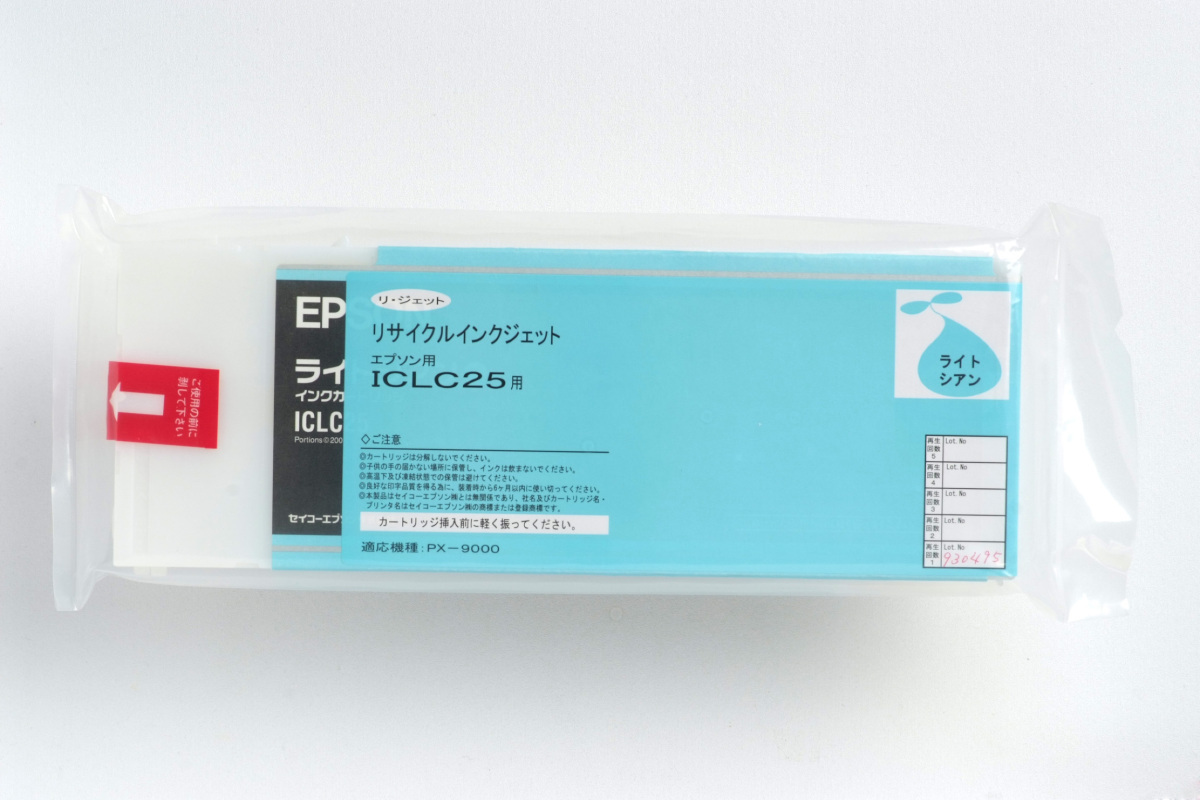 EP
ライ
インクカ
ICLC
Portions©200
セイコーエプ
ご使用の前に
剥して下さい
リ・ジェット
リサイクルインクジェット
エプソン用
ICLC25用
◇ご注意
◎カートリッジは分解しないでください。
◎子供の手の届かない場所に保管し、インクは飲まないでください。
◎高温下及び凍結状態での保管は避けてください。
◎良好な印字品質を得る為に、装着時から6ヶ月以内に使い切ってください。
◎本製品はセイコーエプソン㈱とは無関係であり、社名及びカートリッジ名・
プリンタ名はセイコーエプソン㈱の商標または登録商標です。
カートリッジ挿入前に軽く振ってください。
適応機種:PX-9000
ライト
シアン
再生回数5 Lot.No
再生回数4 Lot.No
再生回数3 Lot.No
再生回数2 Lot.No
再生回数1 Lot.No 930495